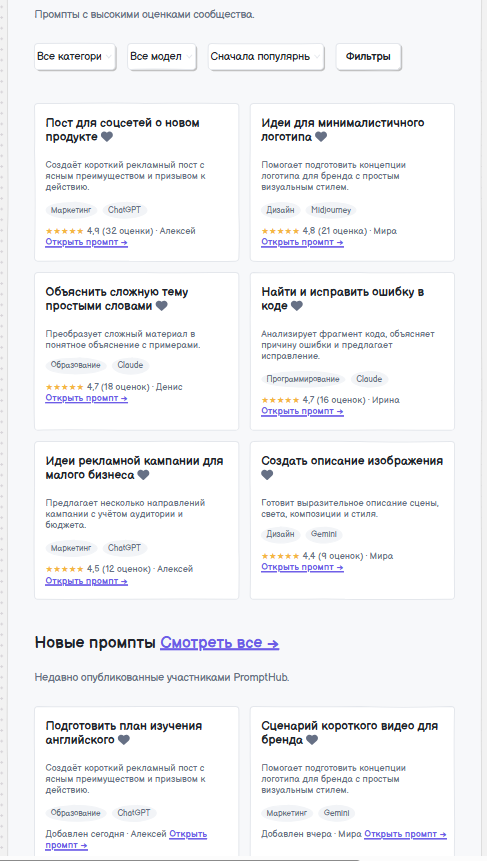 Промпты с высокими оценками сообщества.
Все категори Все модел Сначала популярнь Фильтры
Пост для соцсетей о новом
продукте
Создаёт короткий рекламный пост с
ясным преимуществом и призывом к
действию.
Маркетинг ChatGPT
★★★★★ 4,9 (32 оценки) · Алексей
Открыть промпт →
Идеи для минималистичного
логотипа
Помогает подготовить концепции
логотипа для бренда с простым
визуальным стилем.
Дизайн Midjourney
★★★★★ 4,8 (21 оценка) · Мира
Открыть промпт →
Объяснить сложную тему
простыми словами
Преобразует сложный материал в
понятное объяснение с примерами.
Образование Claude
★★★★★ 4,7 (18 оценок) · Денис
Открыть промпт →
Найти и исправить ошибку в
коде
Анализирует фрагмент кода, объясняет
причину ошибки и предлагает
исправление.
Программирование Claude
★★★★★ 4,7 (16 оценок) · Ирина
Открыть промпт →
Идеи рекламной кампании для
малого бизнеса
Предлагает несколько направлений
кампании с учётом аудитории и
бюджета.
Маркетинг ChatGPT
★★★★★ 4,5 (12 оценок) · Алексей
Открыть промпт →
Создать описание изображения
Готовит выразительное описание сцены,
света, композиции и стиля.
Дизайн Gemini
★★★★★ 4,4 (9 оценок) · Мира
Открыть промпт →
Новые промпты Смотреть все →
Недавно опубликованные участниками PromptHub.
Подготовить план изучения
английского
Создаёт короткий рекламный пост с
ясным преимуществом и призывом к
действию.
Образование ChatGPT
Добавлен сегодня · Алексей Открыть
промпт →
Сценарий короткого видео для
бренда
Помогает подготовить концепции
логотипа для бренда с простым
визуальным стилем.
Маркетинг Gemini
Добавлен вчера · Мира Открыть промпт →